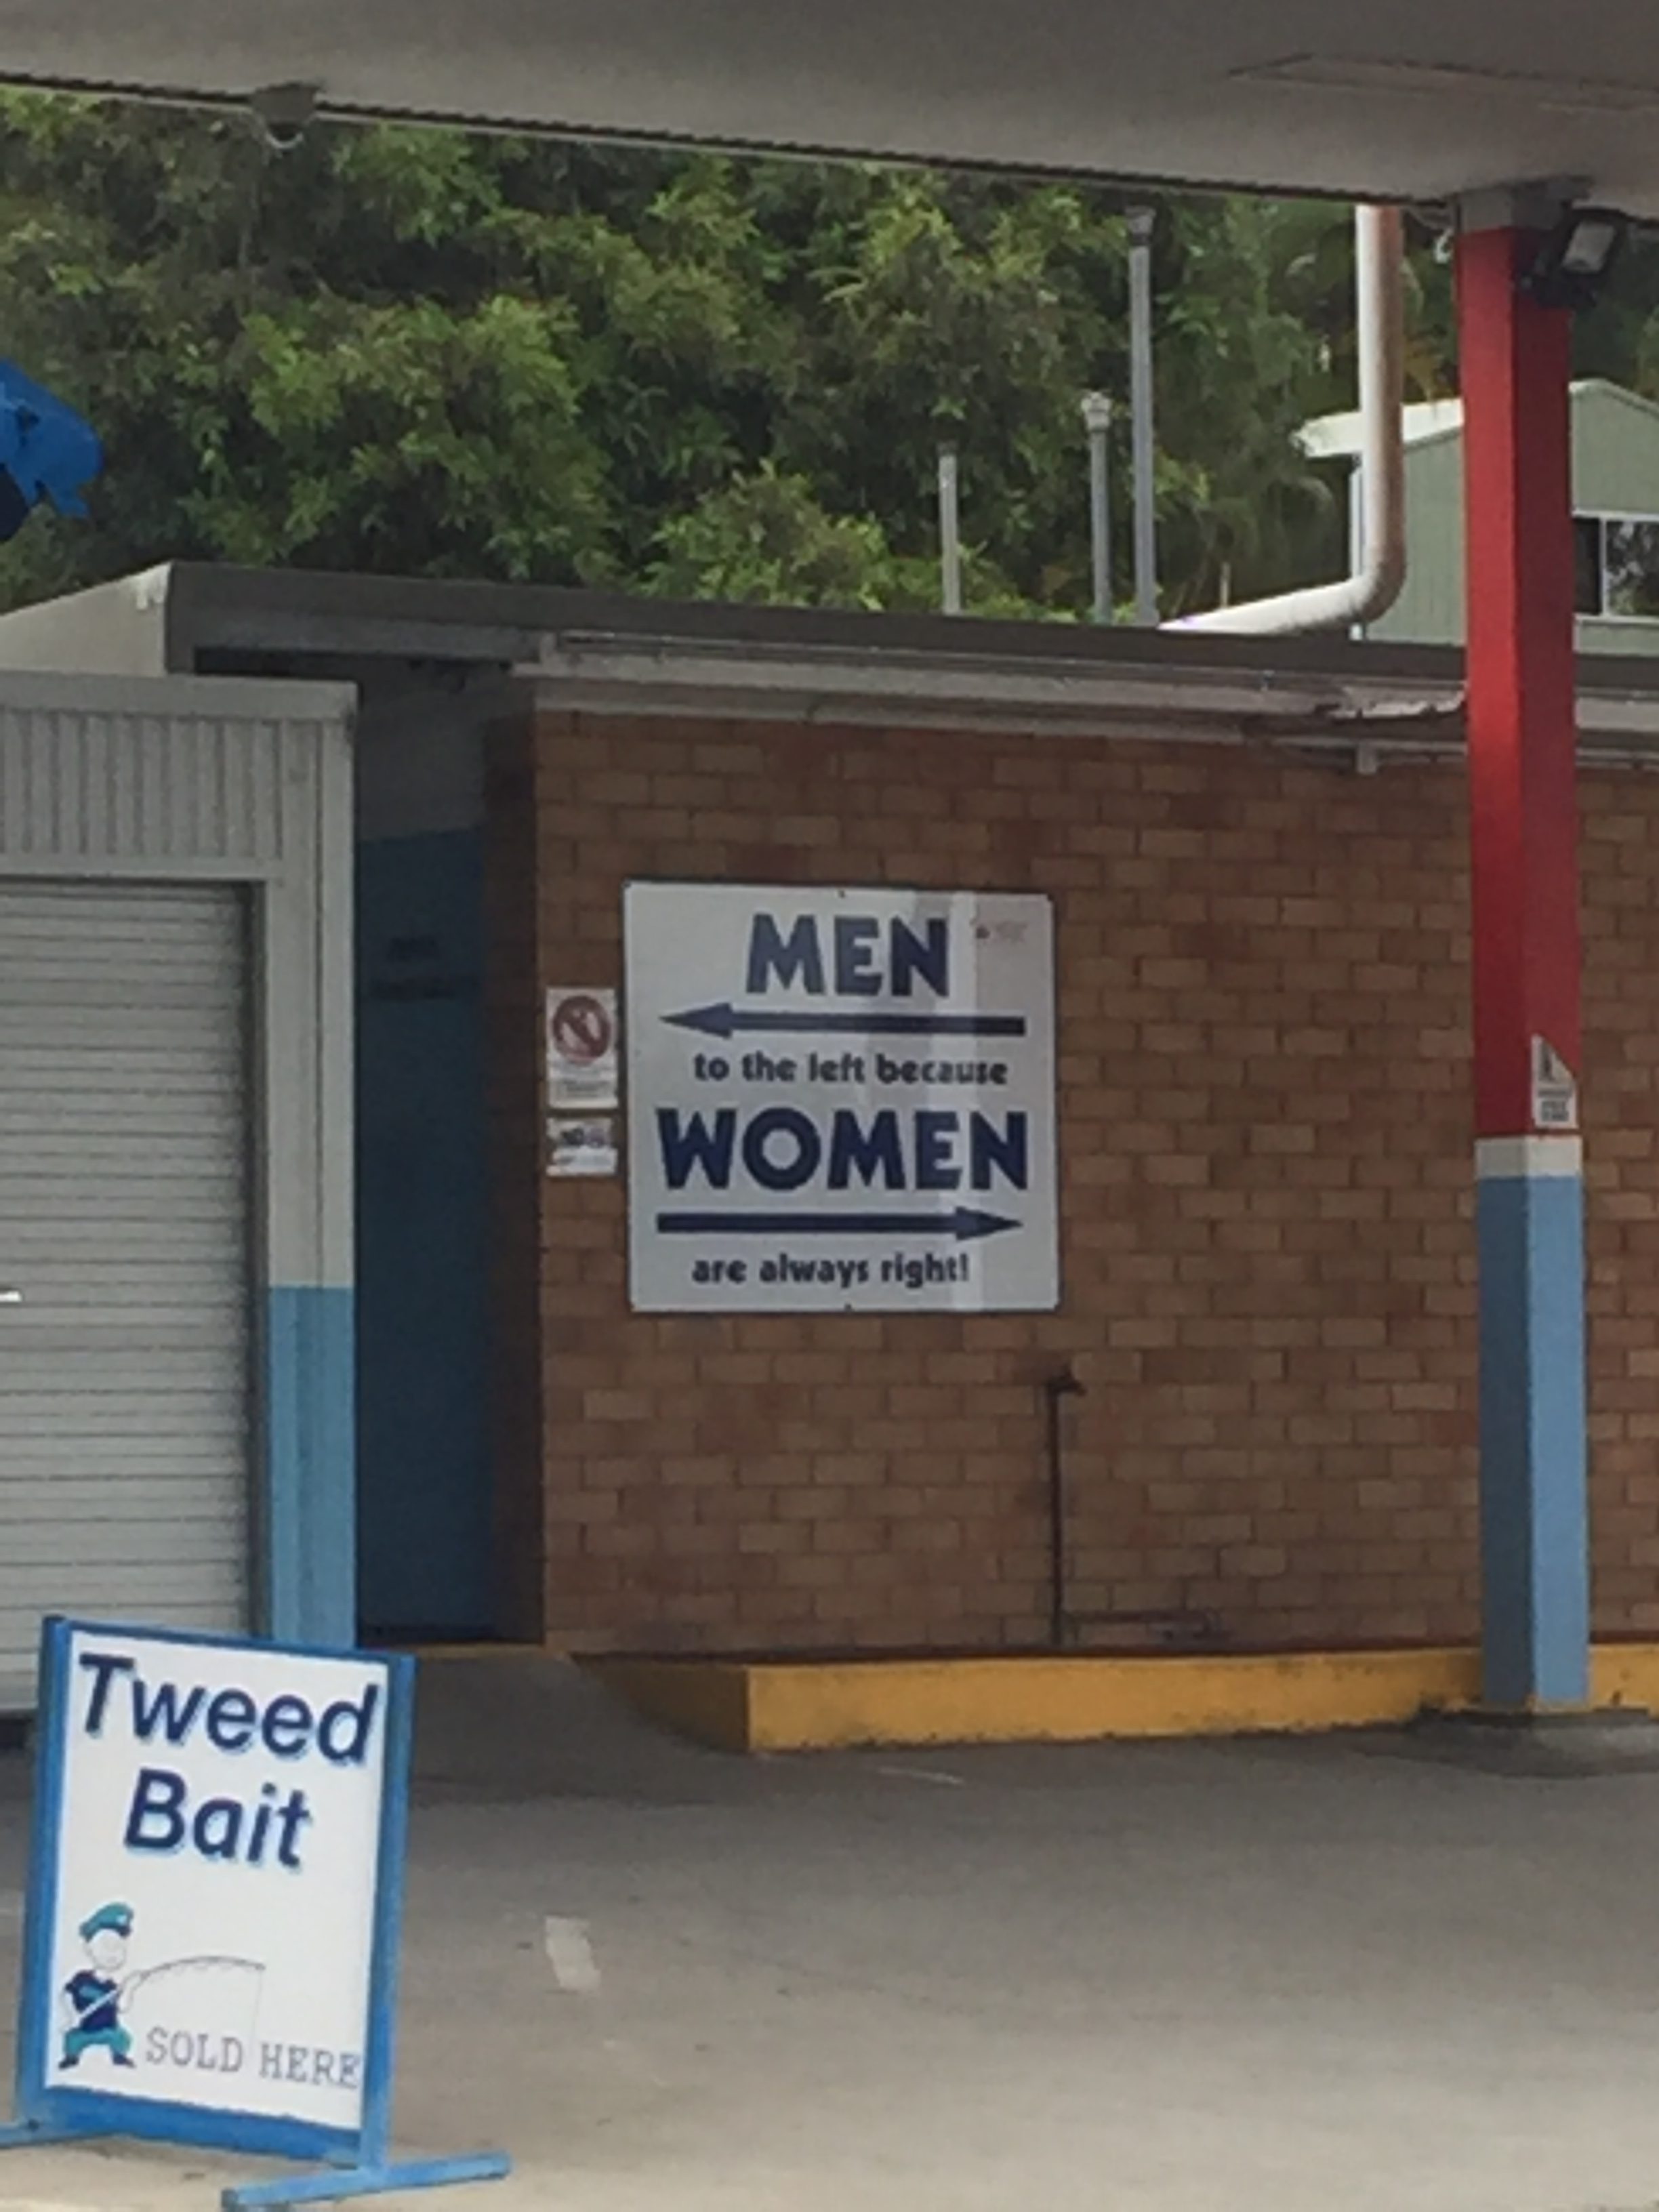 MEN
to the left because
WOMEN
are always right!
Tweed
Bait
SOLD HERE